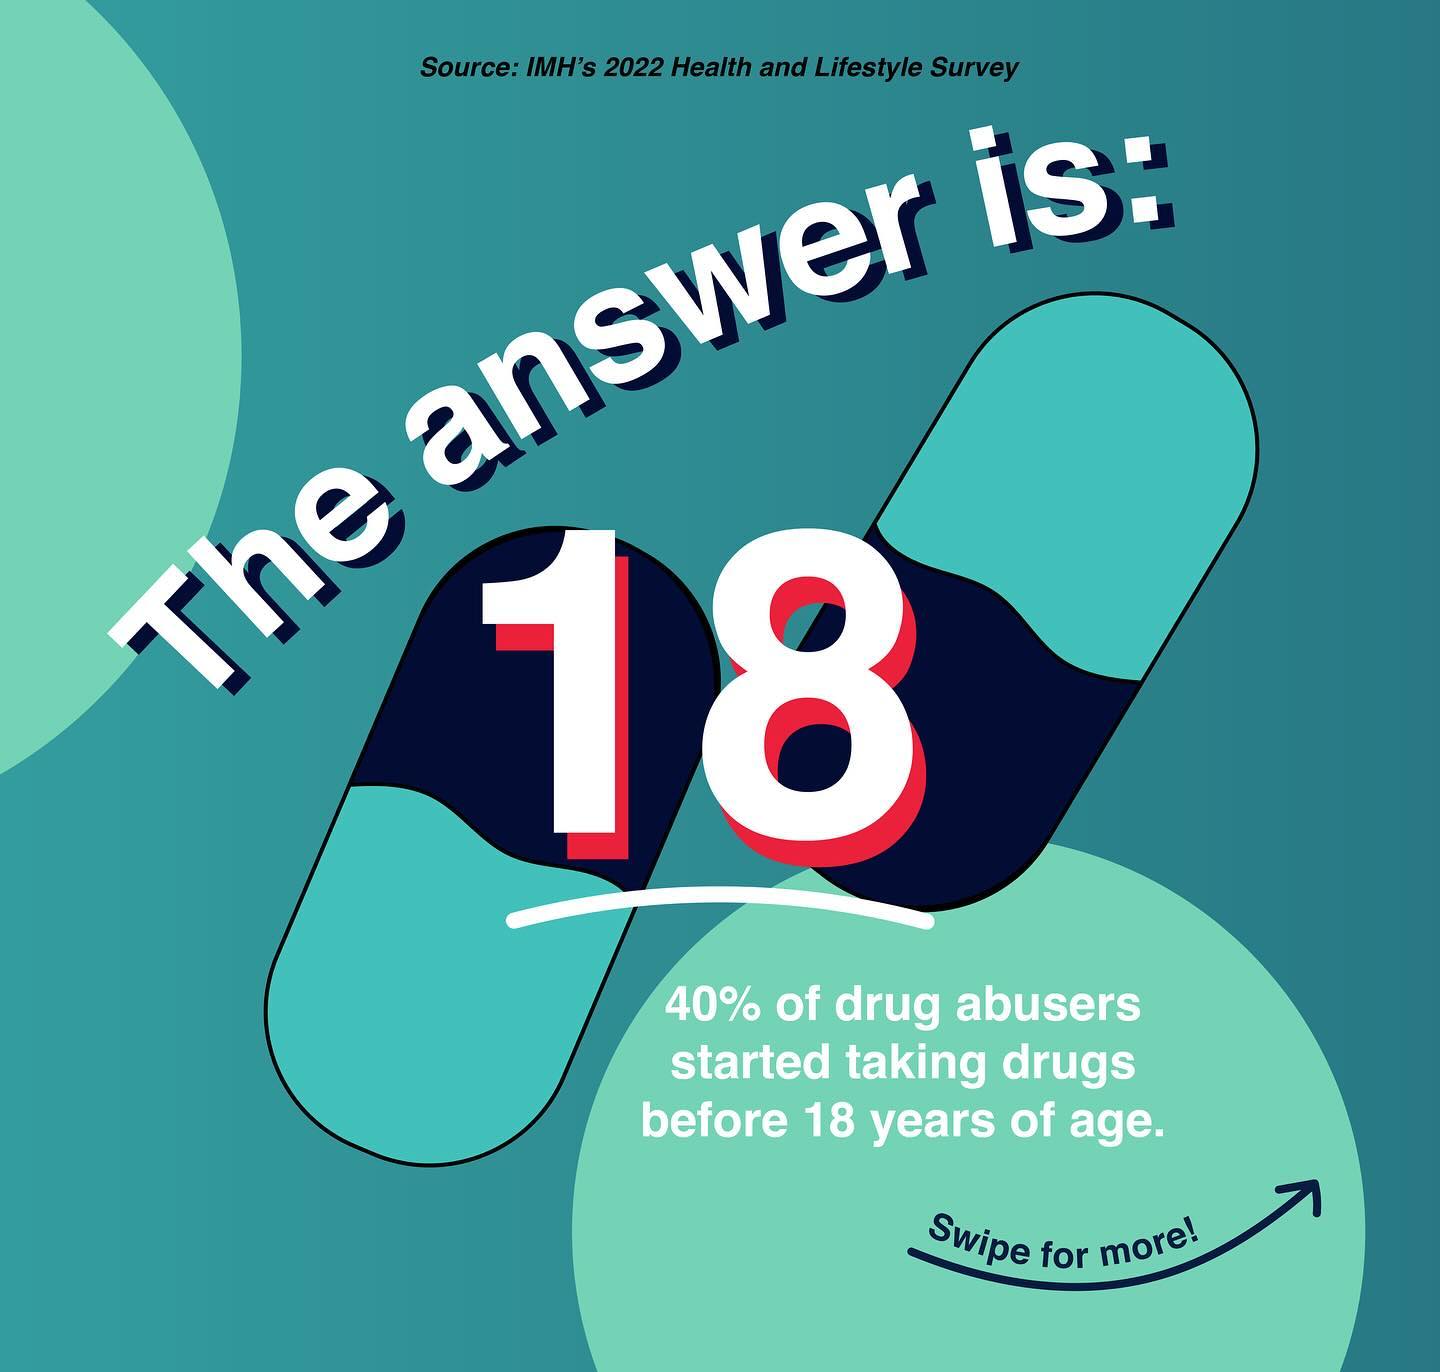 Source: IMH’s 2022 Health and Lifestyle Survey
The answer is:
18
40% of drug abusers
started taking drugs
before 18 years of age.
Swipe for more!